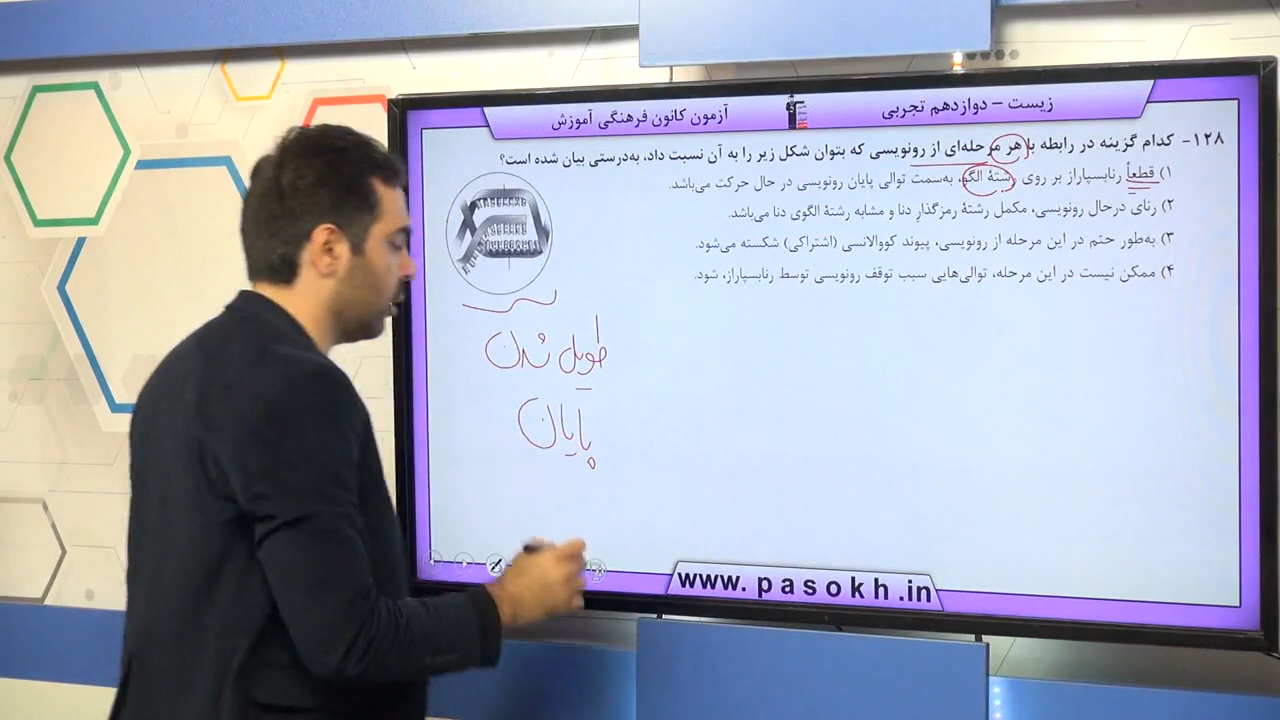 زیست – دوازدهم تجربی
آزمون کانون فرهنگی آموزش
۱۲۸- کدام گزینه در رابطه با هر مرحله‌ای از رونویسی که بتوان شکل زیر را به آن نسبت داد، به‌درستی بیان شده است؟
۱) قطعاً رنابسپاراز بر روی رشتهٔ الگو، به‌سمت توالی پایان رونویسی در حال حرکت می‌باشد.
۲) رنای درحال رونویسی، مکمل رشتهٔ رمزگذارِ دنا و مشابه رشتهٔ الگوی دنا می‌باشد.
۳) به‌طور حتم در این مرحله از رونویسی، پیوند کووالانسی (اشتراکی) شکسته می‌شود.
۴) ممکن نیست در این مرحله، توالی‌هایی سبب توقف رونویسی توسط رنابسپاراز، شود.
طویل شدن
پایان
www.pasokh.in